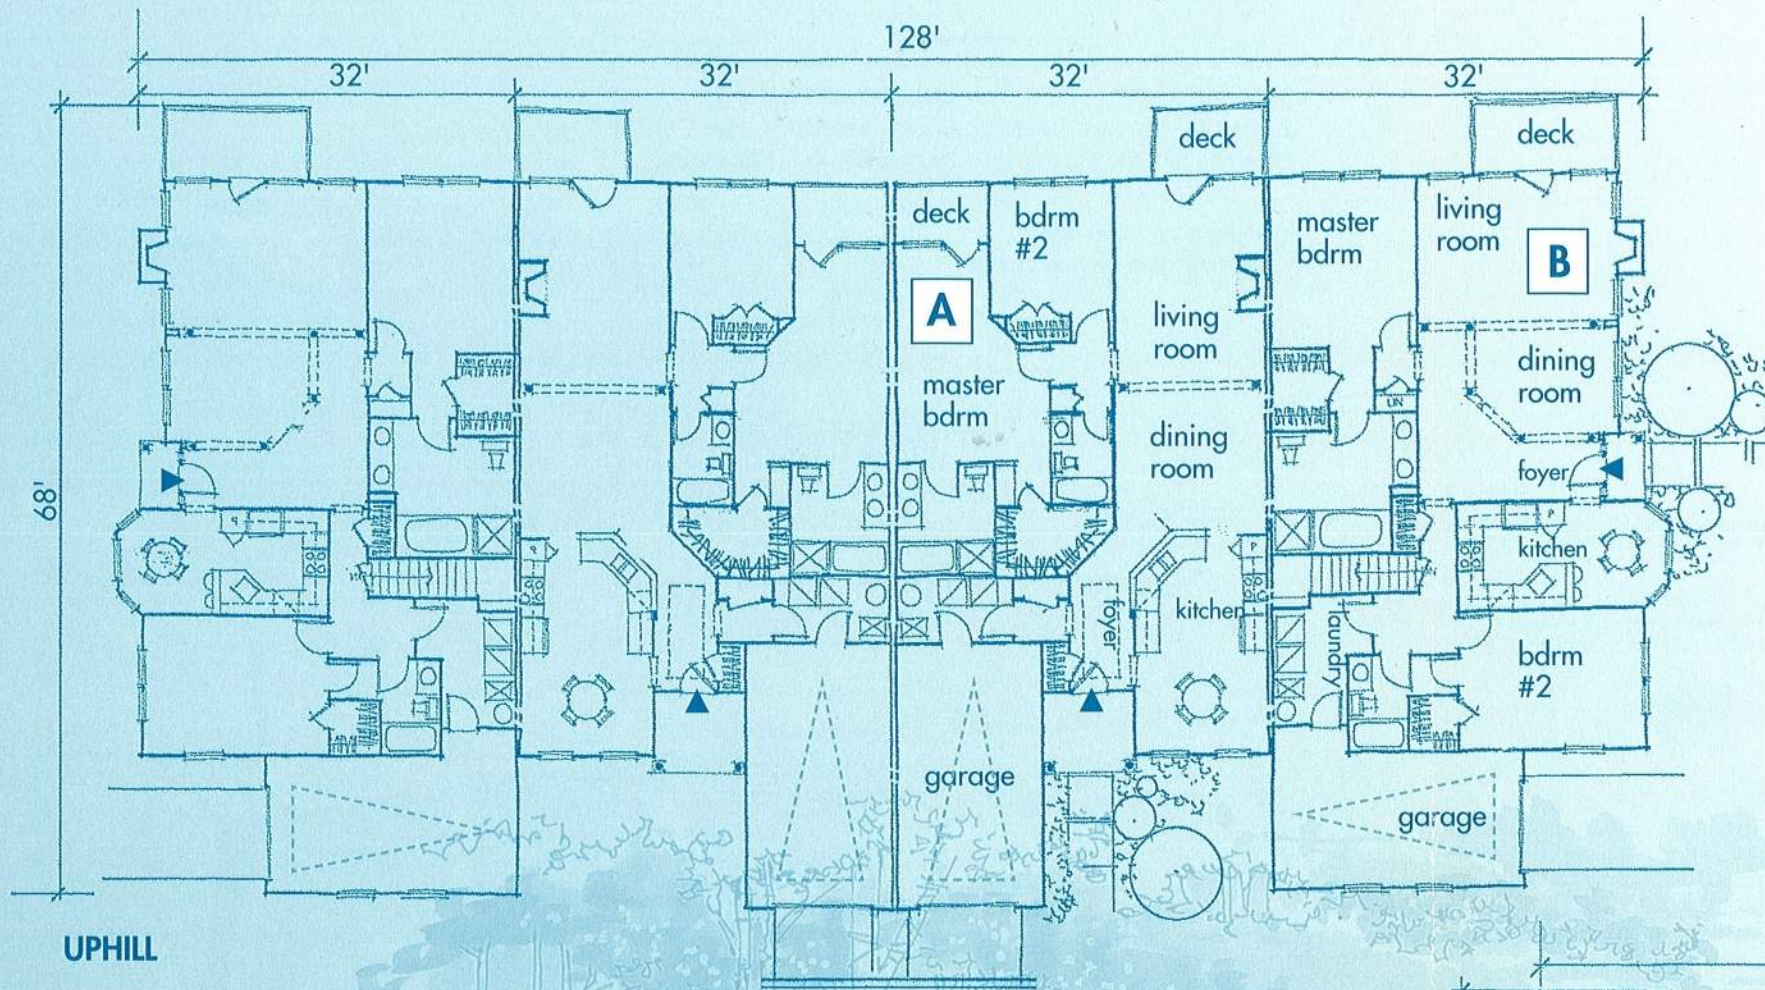 128'
32'
32'
32'
32'
deck
deck
deck
bdrm
#2
master
bdrm
living
room
B
A
living
room
dining
room
master
bdrm
LIN
dining
room
foyer
68'
P
P
kitchen
P
P
foyer
kitchen
laundry
bdrm
#2
garage
garage
UPHILL